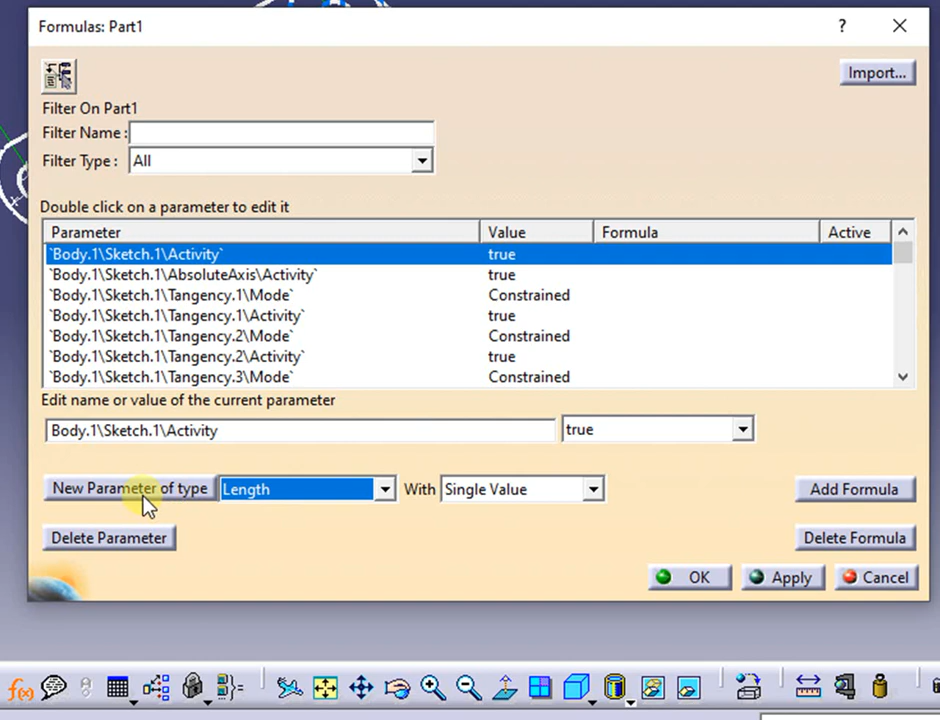 Formulas: Part1
?
Import...
Filter On Part1
Filter Name :
Filter Type : All
Double click on a parameter to edit it
Parameter Value Formula Active
`Body.1\Sketch.1\Activity` true
`Body.1\Sketch.1\AbsoluteAxis\Activity` true
`Body.1\Sketch.1\Tangency.1\Mode` Constrained
`Body.1\Sketch.1\Tangency.1\Activity` true
`Body.1\Sketch.1\Tangency.2\Mode` Constrained
`Body.1\Sketch.1\Tangency.2\Activity` true
`Body.1\Sketch.1\Tangency.3\Mode` Constrained
Edit name or value of the current parameter
Body.1\Sketch.1\Activity true
New Parameter of type Length With Single Value Add Formula
Delete Parameter Delete Formula
OK Apply Cancel
f(x)